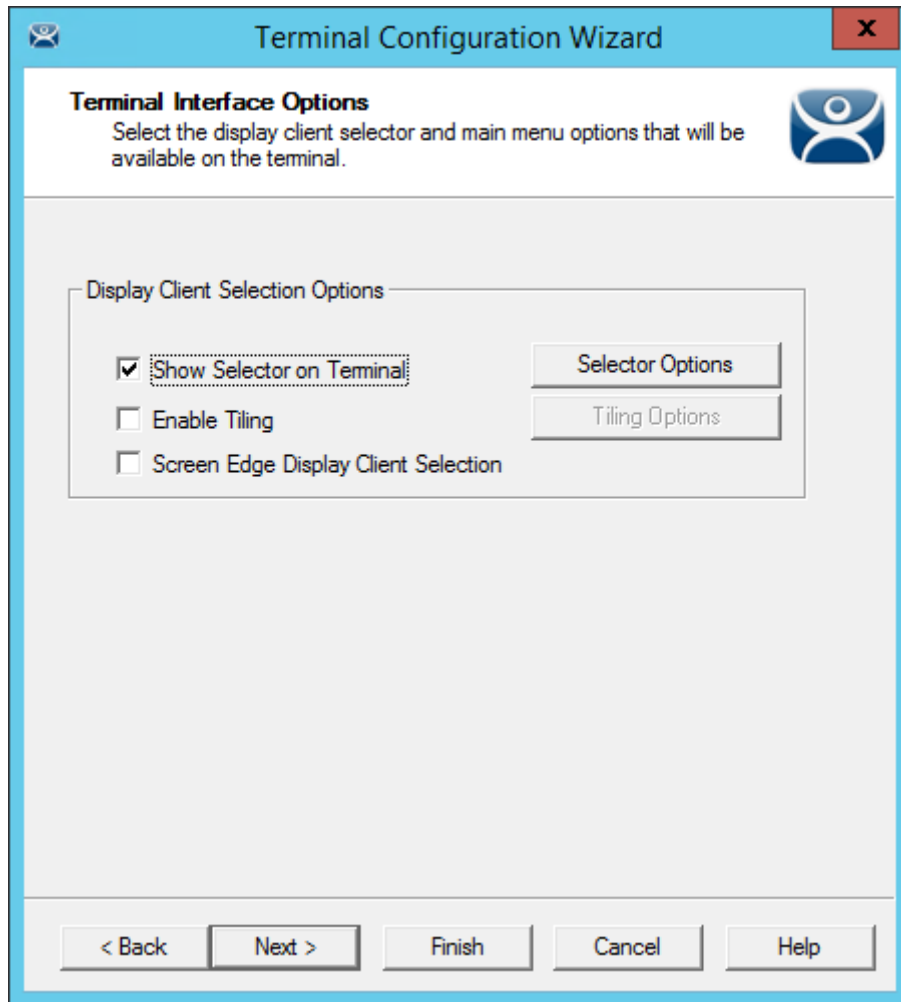 Terminal Configuration Wizard
x
Terminal Interface Options
Select the display client selector and main menu options that will be
available on the terminal.
Display Client Selection Options
Show Selector on Terminal
Selector Options
Enable Tiling
Tiling Options
Screen Edge Display Client Selection
< Back
Next >
Finish
Cancel
Help